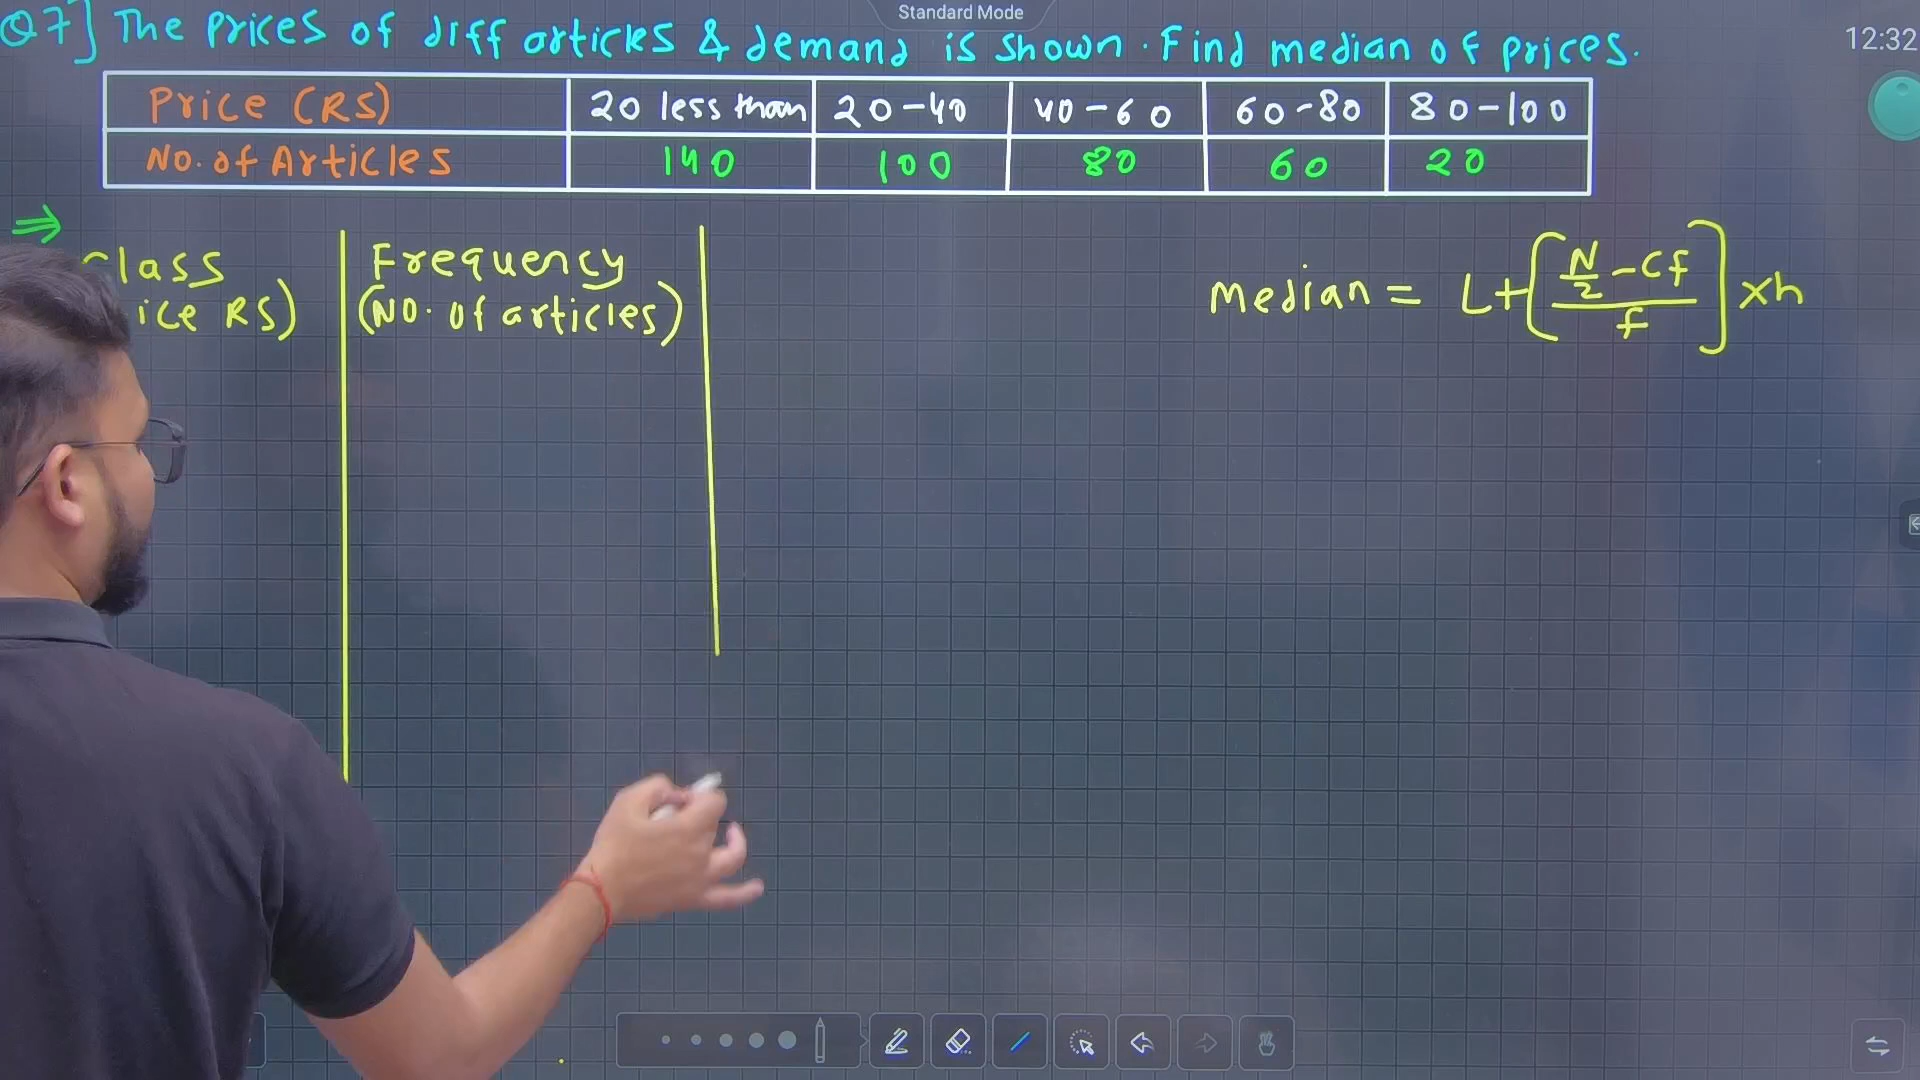 Standard Mode
12:32
Q7] The prices of diff articles & demand is shown. Find median of prices.
Price (RS) 20 less than 20-40 40-60 60-80 80-100
No. of Articles 140 100 80 60 20
⇒
Class Frequency
ice RS) (No. of articles)
median = L+[(N/2 - cf)/f] xh